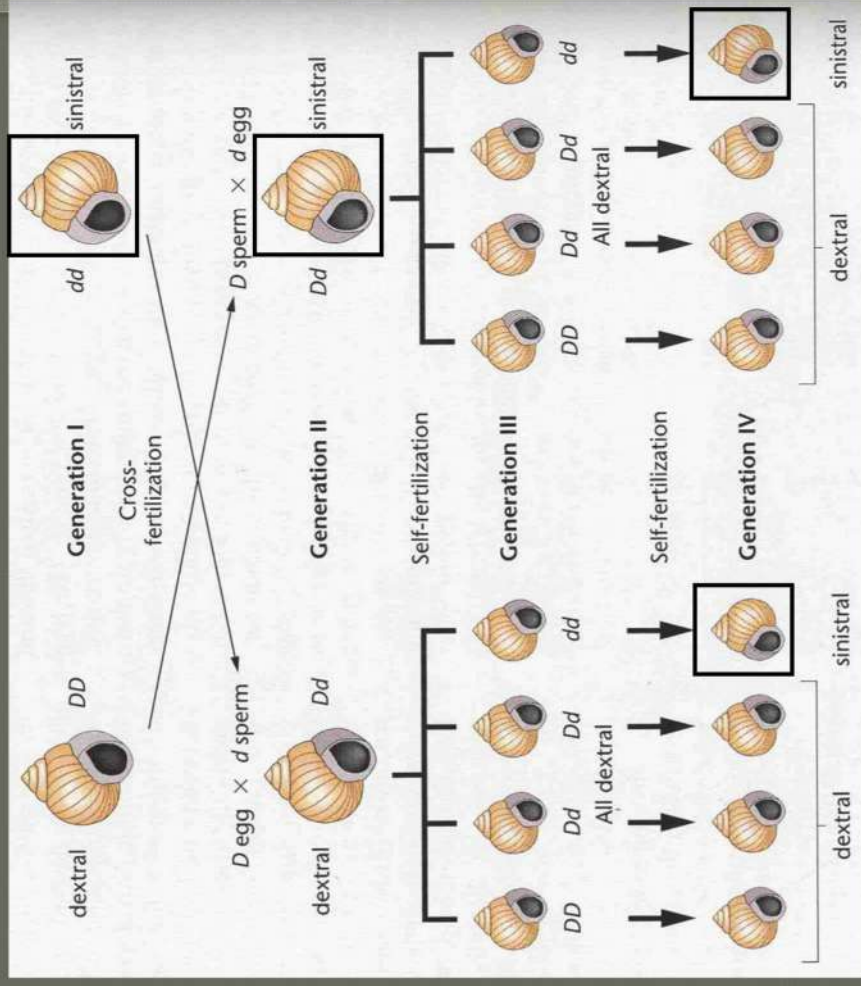 dextral DD Generation I dd sinistral
Cross-
fertilization
D egg × d sperm D sperm × d egg
dextral Dd Generation II Dd sinistral
Self-fertilization
Generation III
DD Dd Dd dd DD Dd Dd dd
All dextral All dextral
Self-fertilization
Generation IV
dextral sinistral dextral sinistral